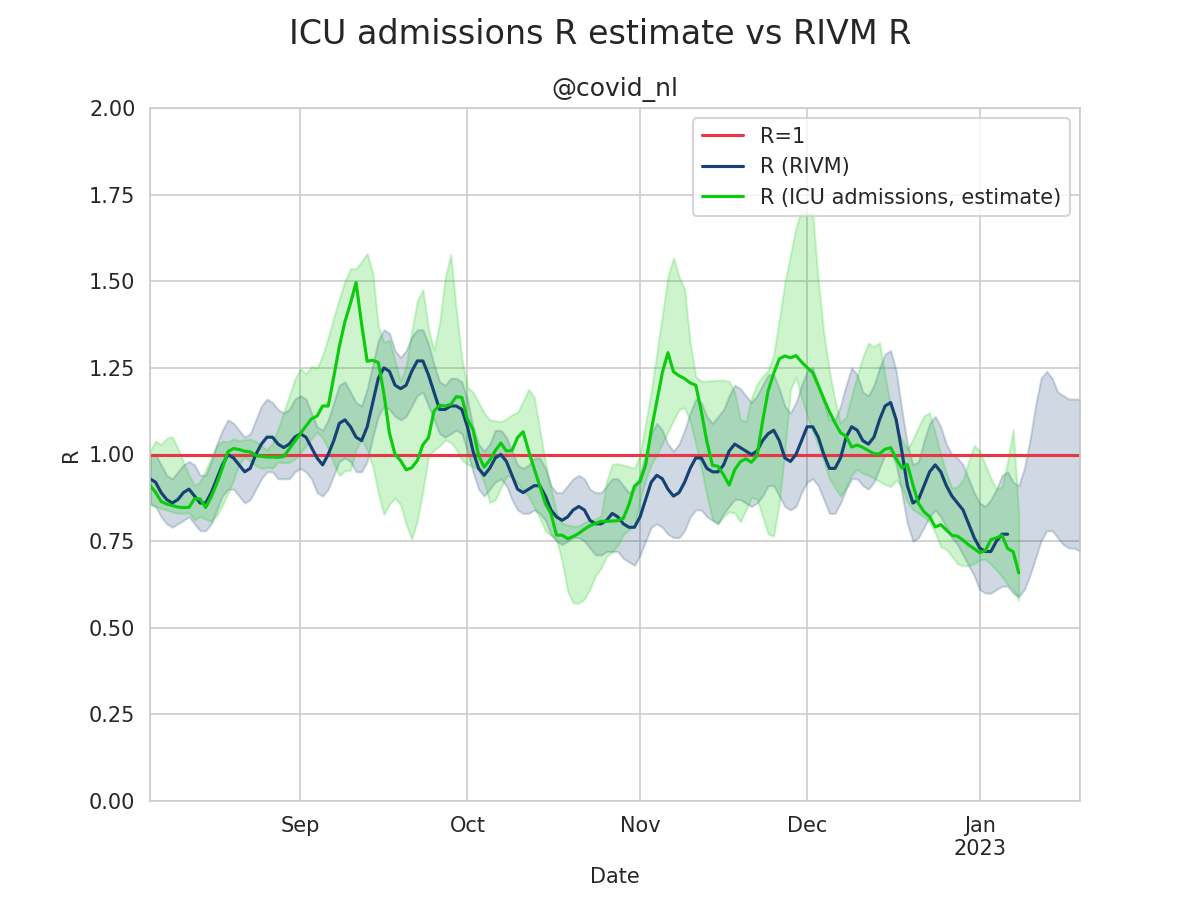 ICU admissions R estimate vs RIVM R
@covid_nl
R=1
R (RIVM)
R (ICU admissions, estimate)
2.00
1.75
1.50
1.25
1.00
0.75
0.50
0.25
0.00
R
Sep
Oct
Nov
Dec
Jan
2023
Date